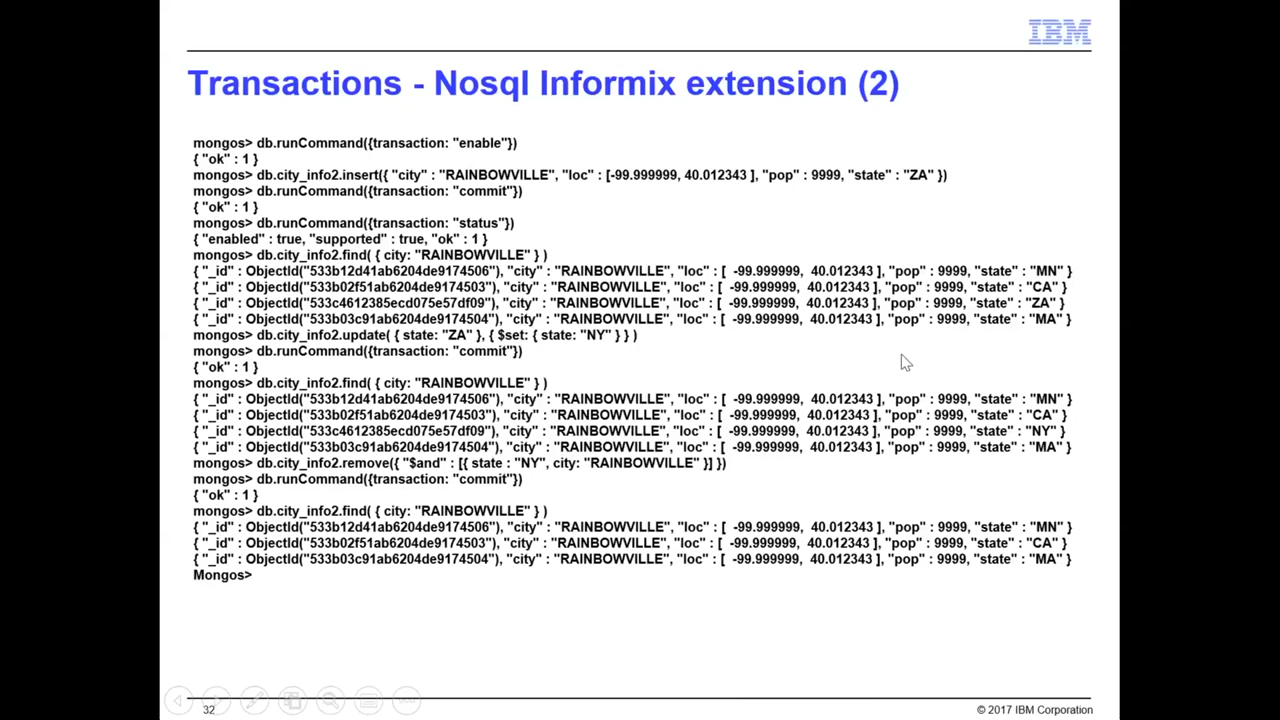 IBM
Transactions - Nosql Informix extension (2)
mongos> db.runCommand({transaction: "enable"})
{ "ok" : 1 }
mongos> db.city_info2.insert({ "city" : "RAINBOWVILLE", "loc" : [-99.999999, 40.012343 ], "pop" : 9999, "state" : "ZA" })
mongos> db.runCommand({transaction: "commit"})
{ "ok" : 1 }
mongos> db.runCommand({transaction: "status"})
{ "enabled" : true, "supported" : true, "ok" : 1 }
mongos> db.city_info2.find( { city: "RAINBOWVILLE" } )
{ "_id" : ObjectId("533b12d41ab6204de9174506"), "city" : "RAINBOWVILLE", "loc" : [ -99.999999, 40.012343 ], "pop" : 9999, "state" : "MN" }
{ "_id" : ObjectId("533b02f51ab6204de9174503"), "city" : "RAINBOWVILLE", "loc" : [ -99.999999, 40.012343 ], "pop" : 9999, "state" : "CA" }
{ "_id" : ObjectId("533c4612385ecd075e57df09"), "city" : "RAINBOWVILLE", "loc" : [ -99.999999, 40.012343 ], "pop" : 9999, "state" : "ZA" }
{ "_id" : ObjectId("533b03c91ab6204de9174504"), "city" : "RAINBOWVILLE", "loc" : [ -99.999999, 40.012343 ], "pop" : 9999, "state" : "MA" }
mongos> db.city_info2.update( { state: "ZA" }, { $set: { state: "NY" } } )
mongos> db.runCommand({transaction: "commit"})
{ "ok" : 1 }
mongos> db.city_info2.find( { city: "RAINBOWVILLE" } )
{ "_id" : ObjectId("533b12d41ab6204de9174506"), "city" : "RAINBOWVILLE", "loc" : [ -99.999999, 40.012343 ], "pop" : 9999, "state" : "MN" }
{ "_id" : ObjectId("533b02f51ab6204de9174503"), "city" : "RAINBOWVILLE", "loc" : [ -99.999999, 40.012343 ], "pop" : 9999, "state" : "CA" }
{ "_id" : ObjectId("533c4612385ecd075e57df09"), "city" : "RAINBOWVILLE", "loc" : [ -99.999999, 40.012343 ], "pop" : 9999, "state" : "NY" }
{ "_id" : ObjectId("533b03c91ab6204de9174504"), "city" : "RAINBOWVILLE", "loc" : [ -99.999999, 40.012343 ], "pop" : 9999, "state" : "MA" }
mongos> db.city_info2.remove({ "$and" : [{ state : "NY", city: "RAINBOWVILLE" }] })
mongos> db.runCommand({transaction: "commit"})
{ "ok" : 1 }
mongos> db.city_info2.find( { city: "RAINBOWVILLE" } )
{ "_id" : ObjectId("533b12d41ab6204de9174506"), "city" : "RAINBOWVILLE", "loc" : [ -99.999999, 40.012343 ], "pop" : 9999, "state" : "MN" }
{ "_id" : ObjectId("533b02f51ab6204de9174503"), "city" : "RAINBOWVILLE", "loc" : [ -99.999999, 40.012343 ], "pop" : 9999, "state" : "CA" }
{ "_id" : ObjectId("533b03c91ab6204de9174504"), "city" : "RAINBOWVILLE", "loc" : [ -99.999999, 40.012343 ], "pop" : 9999, "state" : "MA" }
Mongos>
32
© 2017 IBM Corporation